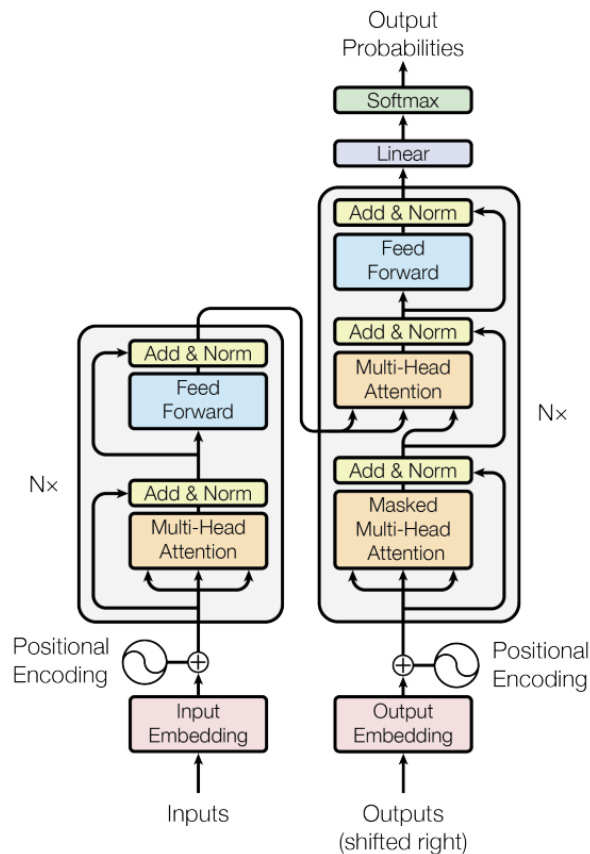 Output
Probabilities
Softmax
Linear
Add & Norm
Feed
Forward
Add & Norm
Multi-Head
Attention
Add & Norm
Masked
Multi-Head
Attention
N×
Add & Norm
Feed
Forward
Add & Norm
Multi-Head
Attention
N×
Positional
Encoding
Positional
Encoding
Input
Embedding
Output
Embedding
Inputs
Outputs
(shifted right)